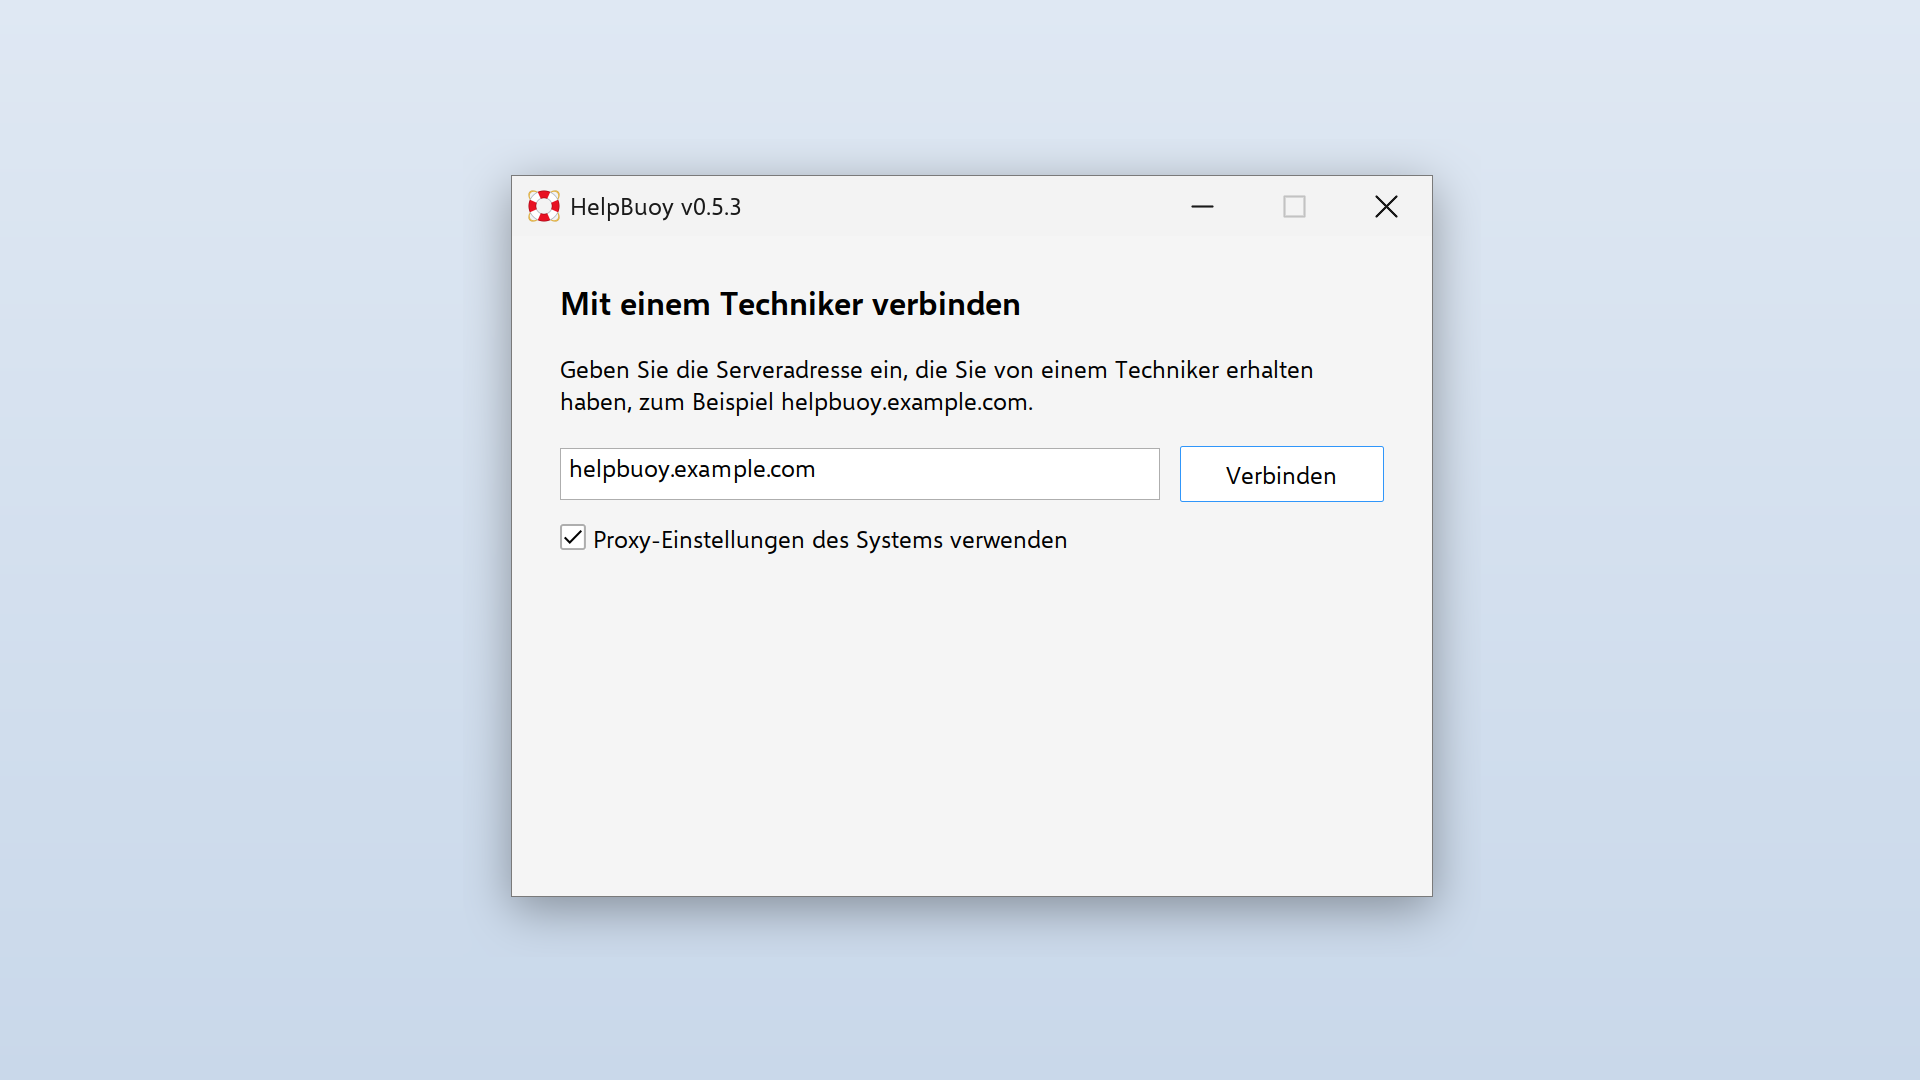 HelpBuoy v0.5.3
Mit einem Techniker verbinden
Geben Sie die Serveradresse ein, die Sie von einem Techniker erhalten
haben, zum Beispiel helpbuoy.example.com.
helpbuoy.example.com
Verbinden
Proxy-Einstellungen des Systems verwenden